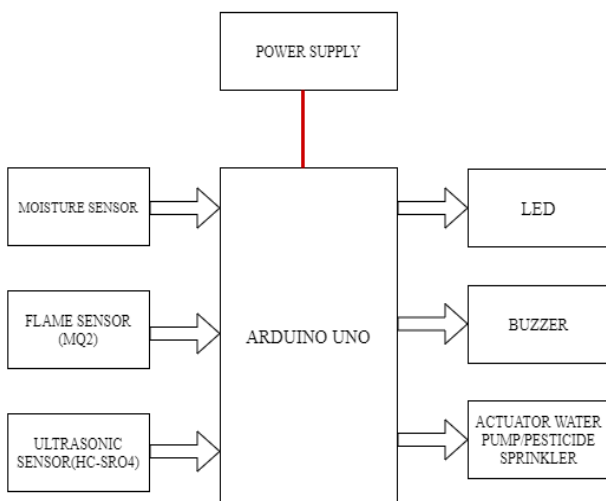 POWER SUPPLY
MOISTURE SENSOR
FLAME SENSOR
(MQ2)
ULTRASONIC
SENSOR(HC-SRO4)
ARDUINO UNO
LED
BUZZER
ACTUATOR WATER
PUMP/PESTICIDE
SPRINKLER